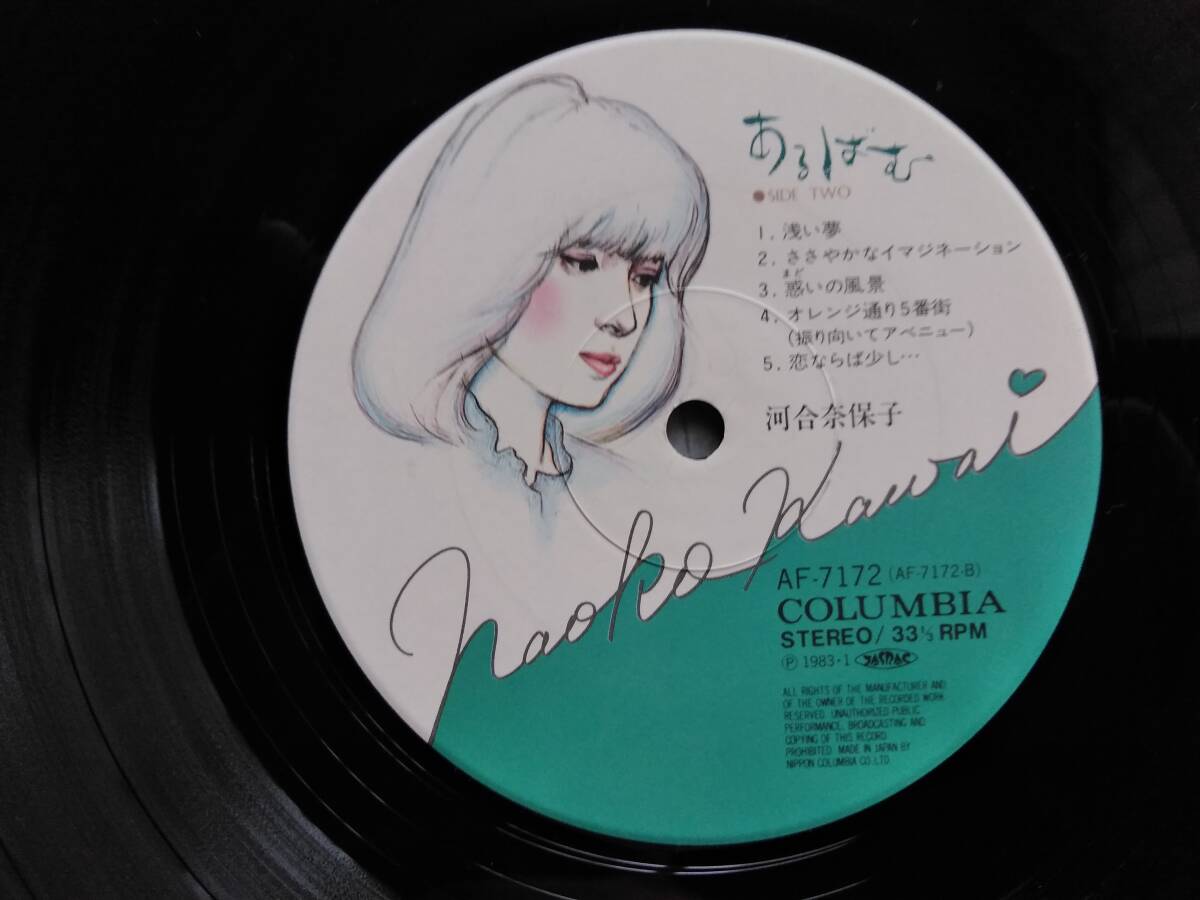 あるばーむ
●SIDE TWO
1. 浅い夢
2. ささやかなイマジネーション
まど
3. 惑いの風景
4. オレンジ通り5番街
(振り向いてアベニュー)
5. 恋ならば少し…
河合奈保子
Naoko Kawai
AF-7172 (AF-7172-B)
COLUMBIA
STEREO/ 33⅓ RPM
Ⓟ 1983・1 JASRAC
ALL RIGHTS OF THE MANUFACTURER AND
OF THE OWNER OF THE RECORDED WORK
RESERVED. UNAUTHORIZED PUBLIC
PERFORMANCE, BROADCASTING AND
COPYING OF THIS RECORD
PROHIBITED. MADE IN JAPAN BY
NIPPON COLUMBIA CO., LTD.